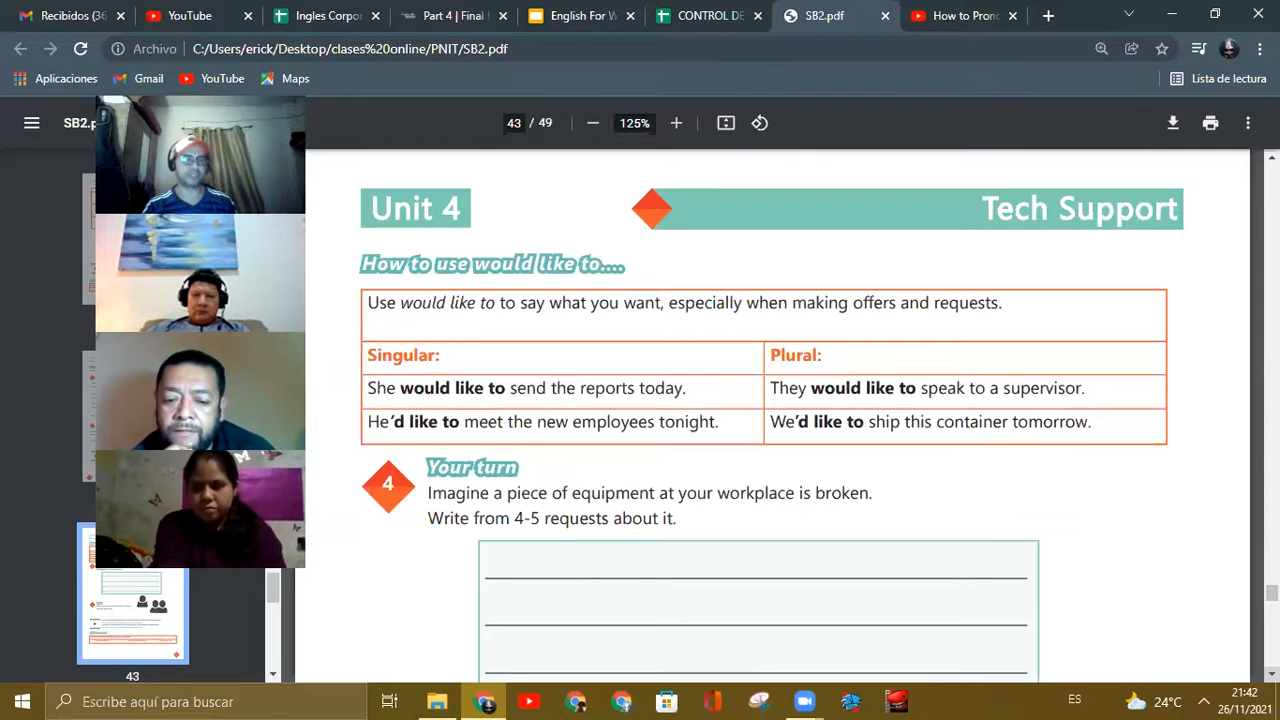 Recibidos (36
YouTube
Ingles Corpor
Part 4 | Final
English For W
CONTROL DE
SB2.pdf
How to Pronc
Archivo
C:/Users/erick/Desktop/clases%20online/PNIT/SB2.pdf
Aplicaciones
Gmail
YouTube
Maps
Lista de lectura
SB2.p
43 / 49
125%
Unit 4
Tech Support
How to use would like to....
Use would like to to say what you want, especially when making offers and requests.
Singular:
Plural:
She would like to send the reports today.
They would like to speak to a supervisor.
He'd like to meet the new employees tonight.
We'd like to ship this container tomorrow.
4
Your turn
Imagine a piece of equipment at your workplace is broken.
Write from 4-5 requests about it.
43
Escribe aquí para buscar
ES
24°C
21:42
26/11/2021